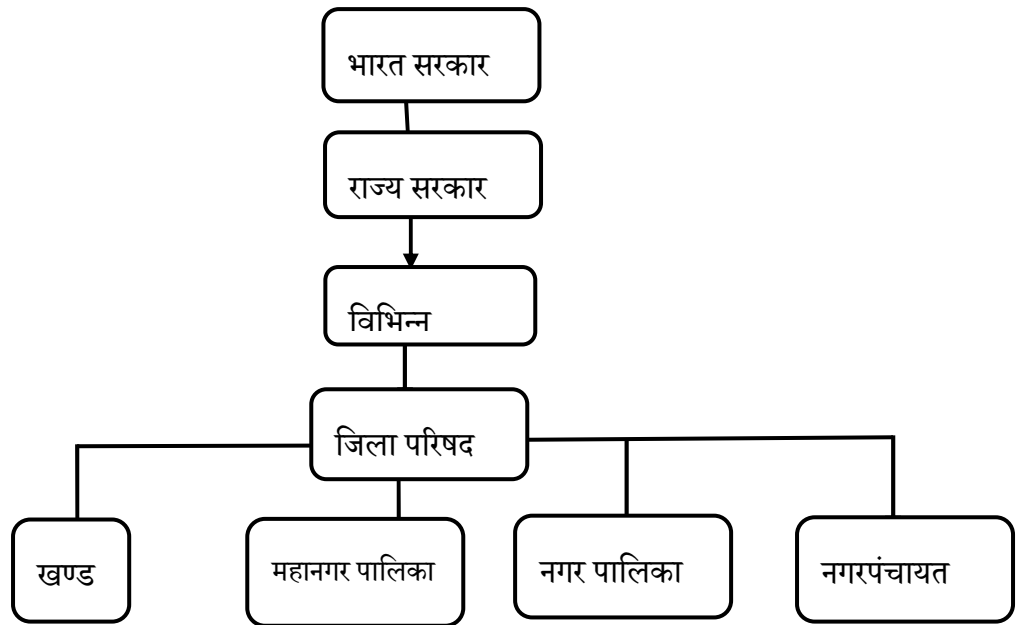 भारत सरकार
राज्य सरकार
विभिन्न
जिला परिषद
खण्ड
महानगर पालिका
नगर पालिका
नगरपंचायत